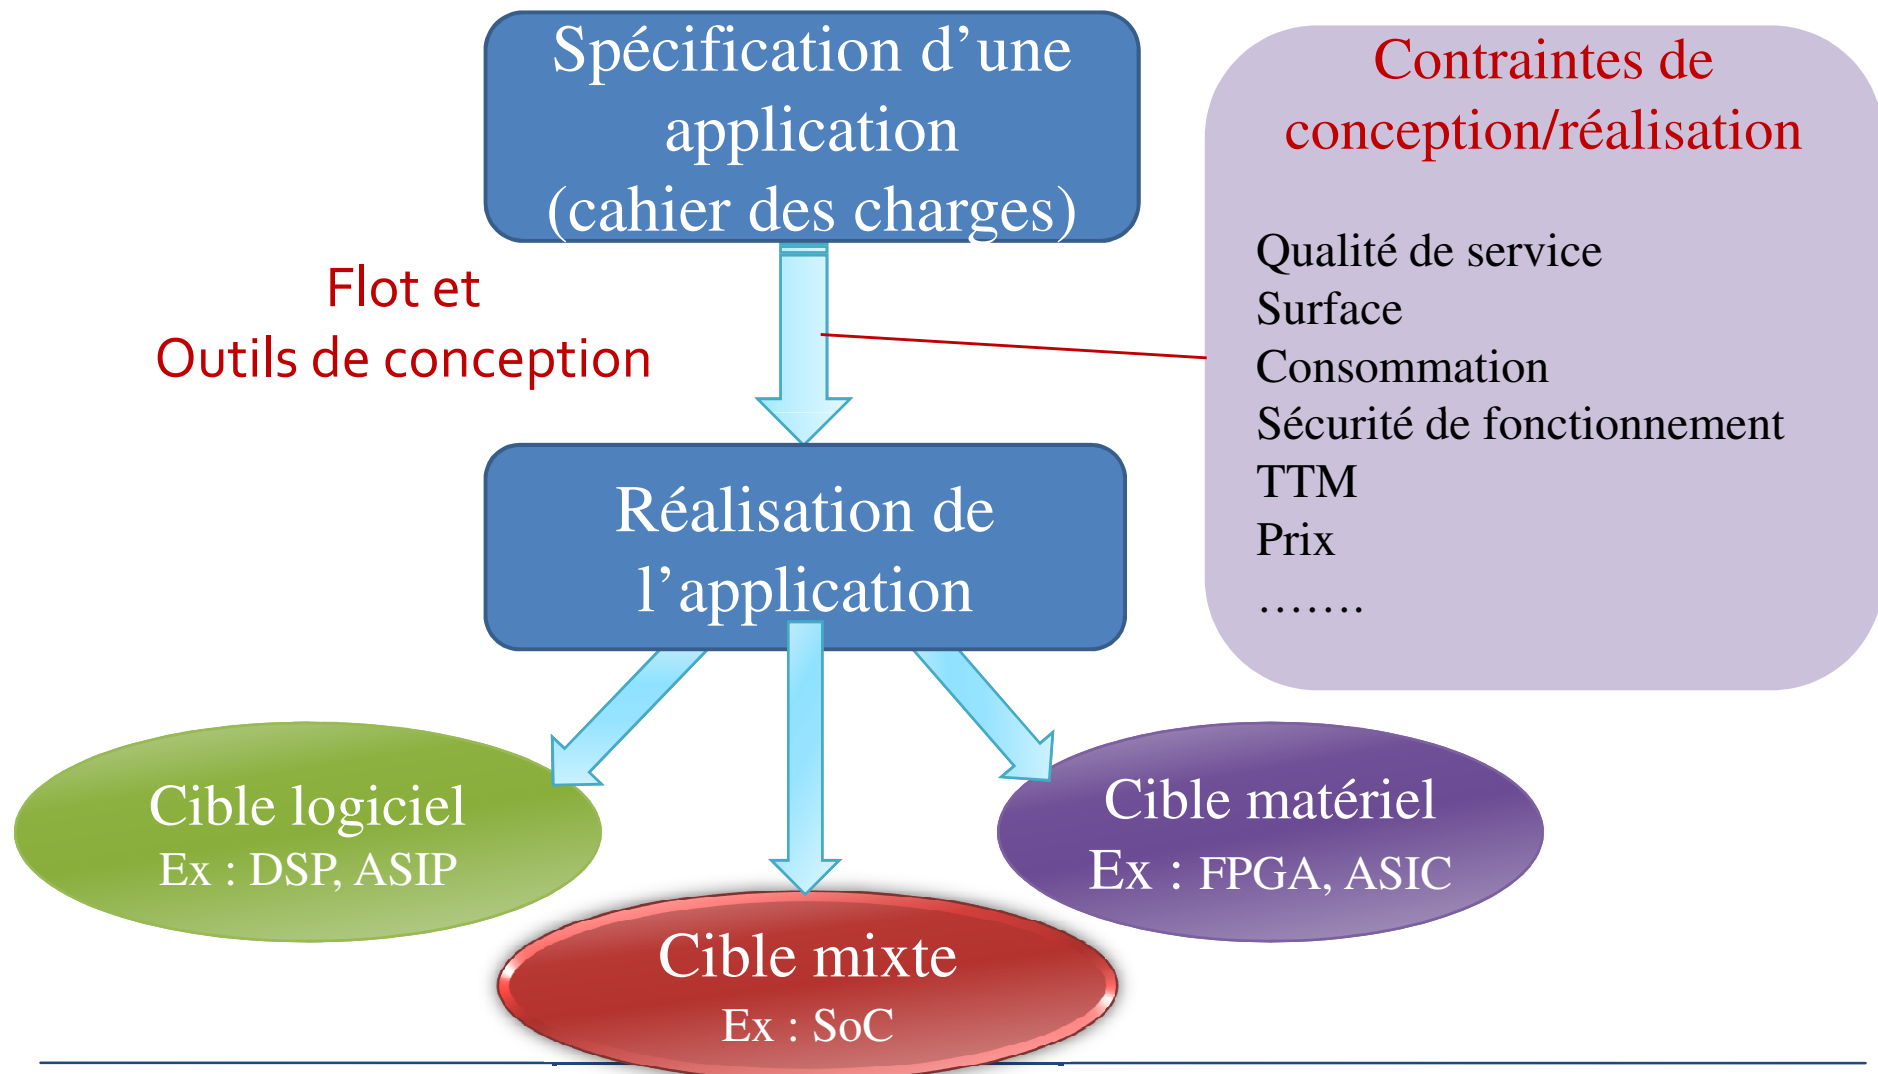 Spécification d’une
application
(cahier des charges)
Contraintes de
conception/réalisation
Qualité de service
Surface
Consommation
Sécurité de fonctionnement
TTM
Prix
…….
Flot et
Outils de conception
Réalisation de
l’application
Cible logiciel
Ex : DSP, ASIP
Cible mixte
Ex : SoC
Cible matériel
Ex : FPGA, ASIC